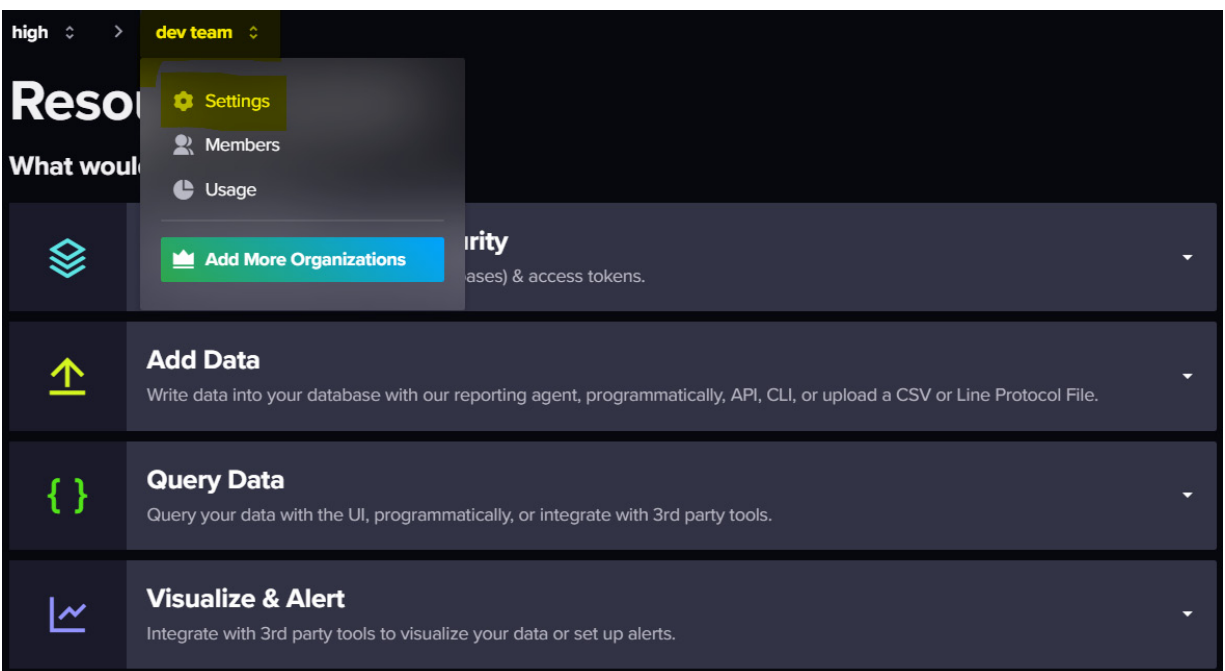 high > dev team
Settings
Members
Usage
Add More Organizations
What would
Add Data
Write data into your database with our reporting agent, programmatically, API, CLI, or upload a CSV or Line Protocol File.
Query Data
Query your data with the UI, programmatically, or integrate with 3rd party tools.
Visualize & Alert
Integrate with 3rd party tools to visualize your data or set up alerts.
& access tokens.